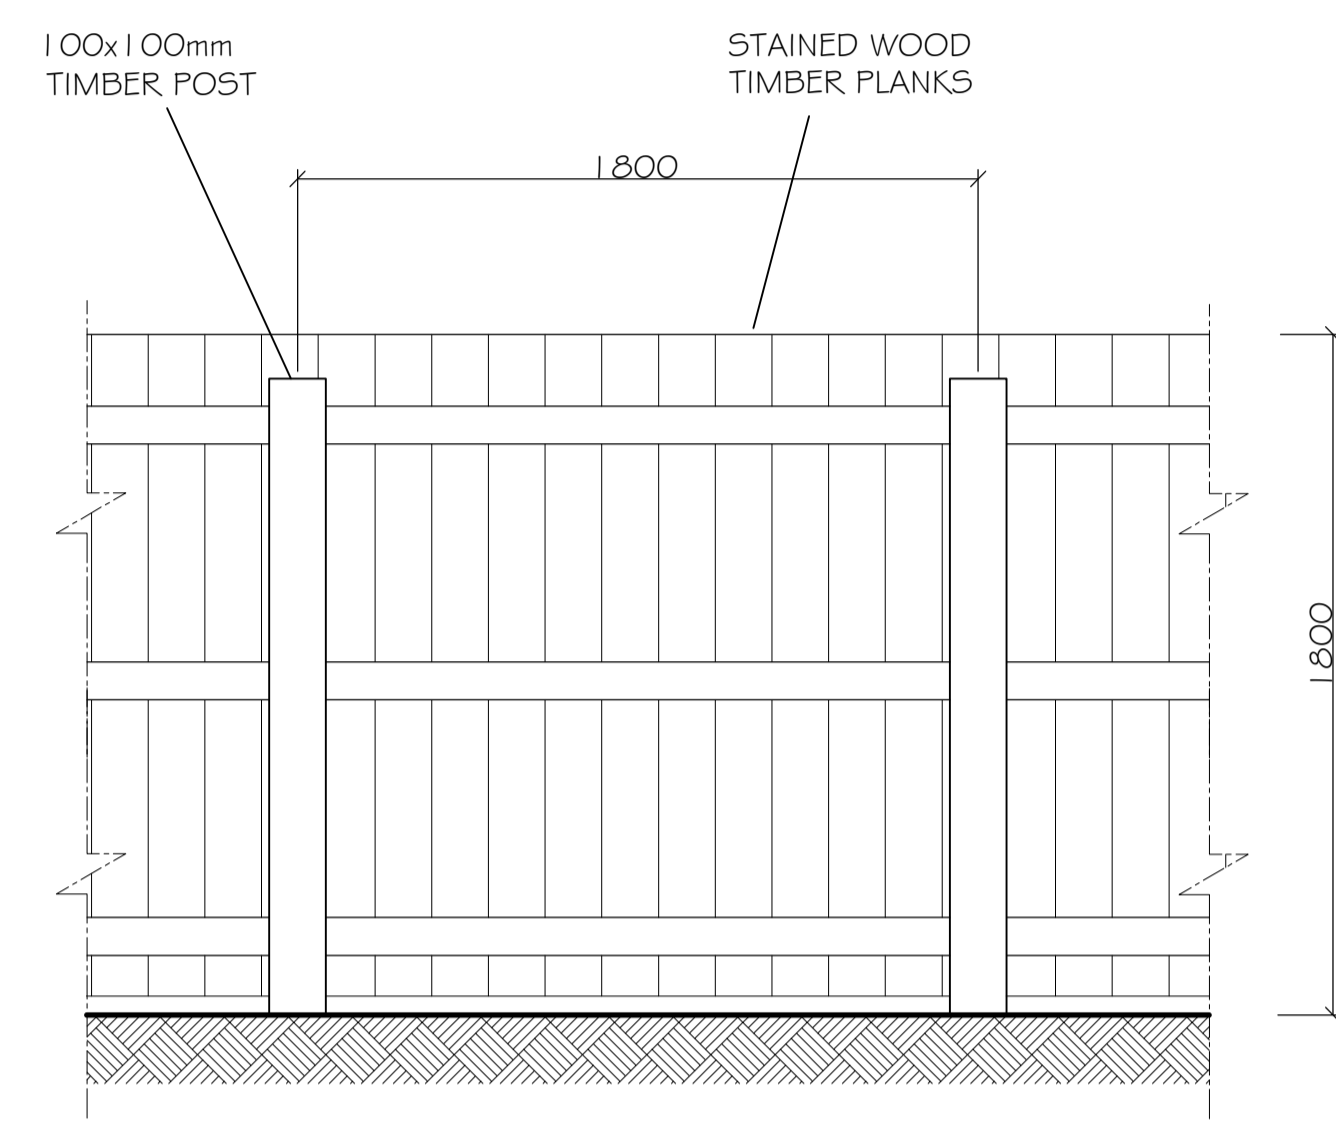 100x100mm
TIMBER POST
STAINED WOOD
TIMBER PLANKS
1800
1800